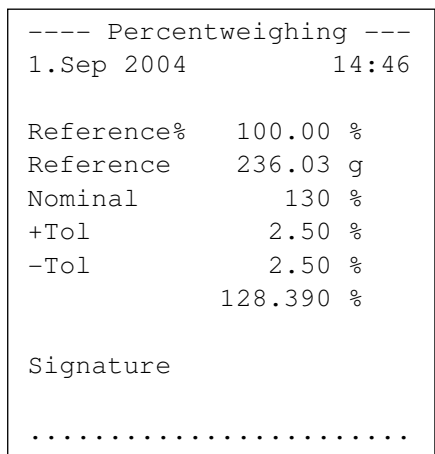 ---- Percentweighing ---
1.Sep 2004 14:46
Reference% 100.00 %
Reference 236.03 g
Nominal 130 %
+Tol 2.50 %
-Tol 2.50 %
128.390 %
Signature
........................